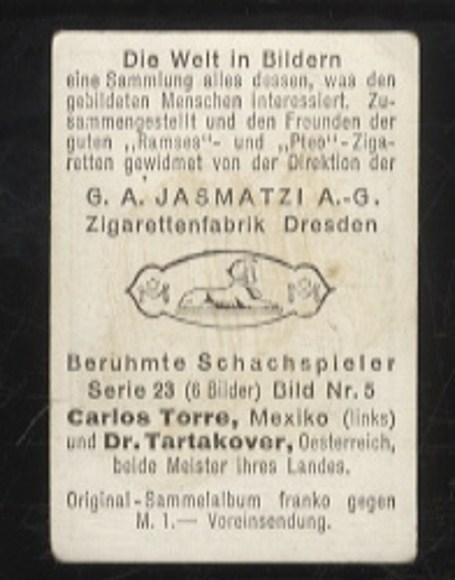 Die Welt in Bildern
eine Sammlung alles dessen, was den
gebildeten Menschen interessiert. Zu-
sammengestellt und den Freunden der
guten „Ramses“- und „Pteo“-Ziga-
retten gewidmet von der Direktion der
G. A. JASMATZI A.-G.
Zigarettenfabrik Dresden
Berühmte Schachspieler
Serie 23 (6 Bilder) Bild Nr. 5
Carlos Torre, Mexiko (links)
und Dr. Tartakover, Oesterreich,
beide Meister ihres Landes.
Original-Sammelalbum franko gegen
M. 1.— Voreinsendung.